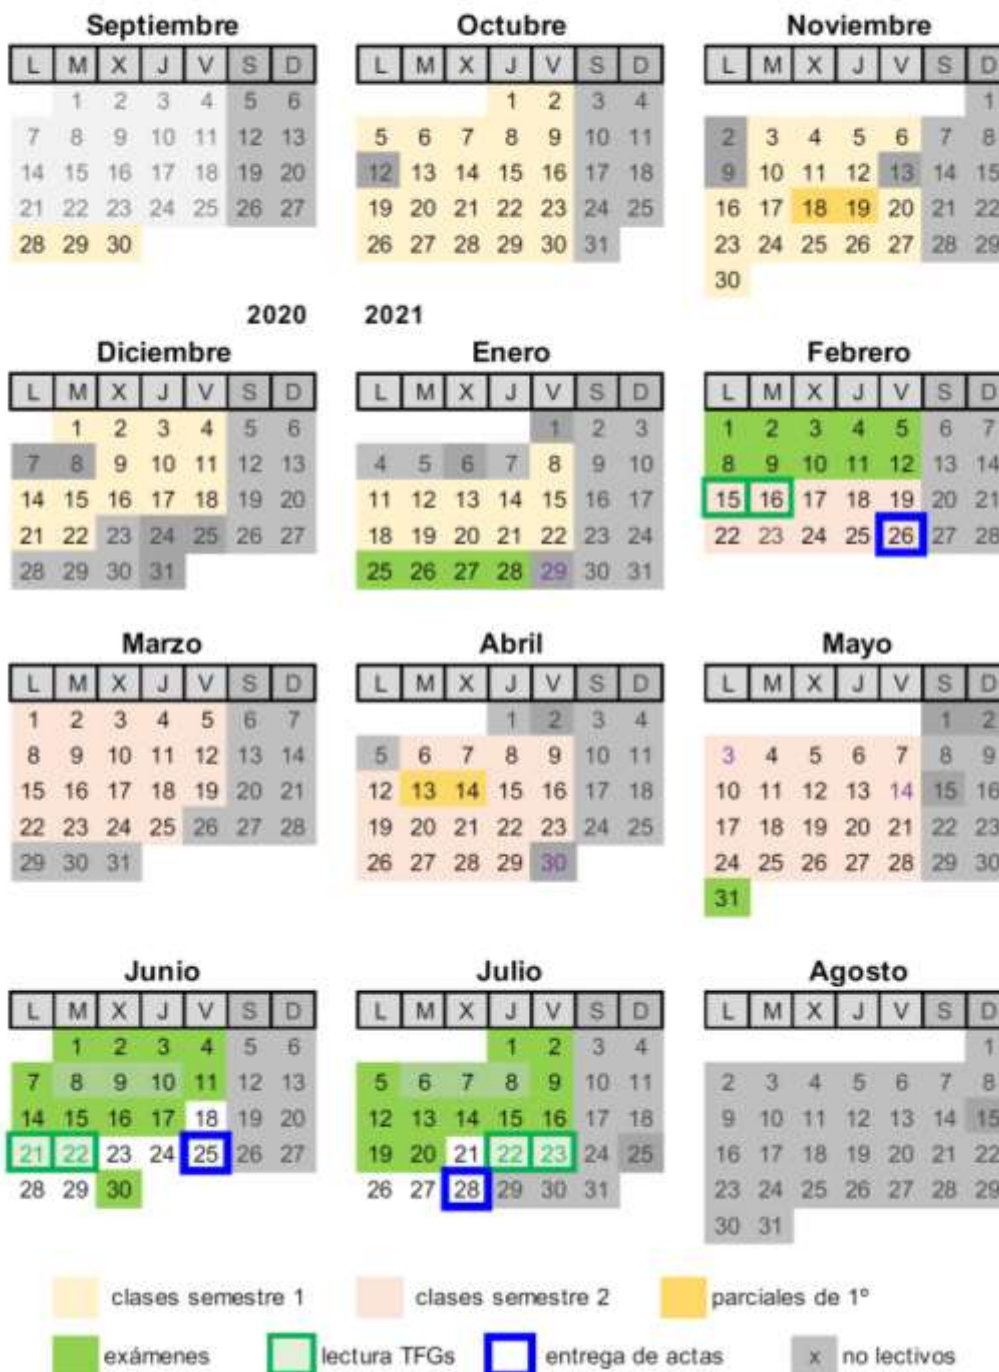 Septiembre Octubre Noviembre
L M X J V S D L M X J V S D L M X J V S D
1 2 3 4 5 6 1 2 3 4 1
7 8 9 10 11 12 13 5 6 7 8 9 10 11 2 3 4 5 6 7 8
14 15 16 17 18 19 20 12 13 14 15 16 17 18 9 10 11 12 13 14 15
21 22 23 24 25 26 27 19 20 21 22 23 24 25 16 17 18 19 20 21 22
28 29 30 26 27 28 29 30 31 23 24 25 26 27 28 29
30
2020 2021
Diciembre Enero Febrero
L M X J V S D L M X J V S D L M X J V S D
1 2 3 4 5 6 1 2 3 1 2 3 4 5 6 7
7 8 9 10 11 12 13 4 5 6 7 8 9 10 8 9 10 11 12 13 14
14 15 16 17 18 19 20 11 12 13 14 15 16 17 15 16 17 18 19 20 21
21 22 23 24 25 26 27 18 19 20 21 22 23 24 22 23 24 25 26 27 28
28 29 30 31 25 26 27 28 29 30 31
Marzo Abril Mayo
L M X J V S D L M X J V S D L M X J V S D
1 2 3 4 5 6 7 1 2 3 4 1 2
8 9 10 11 12 13 14 5 6 7 8 9 10 11 3 4 5 6 7 8 9
15 16 17 18 19 20 21 12 13 14 15 16 17 18 10 11 12 13 14 15 16
22 23 24 25 26 27 28 19 20 21 22 23 24 25 17 18 19 20 21 22 23
29 30 31 26 27 28 29 30 24 25 26 27 28 29 30
31
Junio Julio Agosto
L M X J V S D L M X J V S D L M X J V S D
1 2 3 4 5 6 1 2 3 4 1
7 8 9 10 11 12 13 5 6 7 8 9 10 11 2 3 4 5 6 7 8
14 15 16 17 18 19 20 12 13 14 15 16 17 18 9 10 11 12 13 14 15
21 22 23 24 25 26 27 19 20 21 22 23 24 25 16 17 18 19 20 21 22
28 29 30 26 27 28 29 30 31 23 24 25 26 27 28 29
30 31
clases semestre 1 clases semestre 2 parciales de 1º
exámenes lectura TFGs entrega de actas x no lectivos